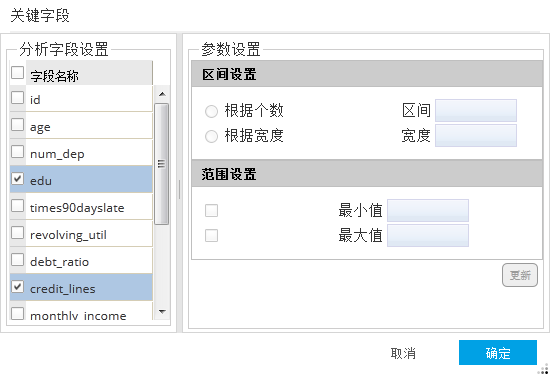 关键字段
分析字段设置
字段名称
id
age
num_dep
edu
times90dayslate
revolving_util
debt_ratio
credit_lines
monthly_income
参数设置
区间设置
根据个数 区间
根据宽度 宽度
范围设置
最小值
最大值
更新
取消 确定